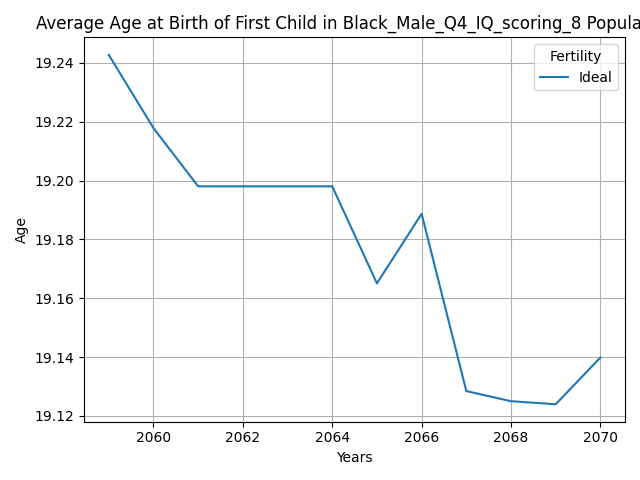 Average Age at Birth of First Child in Black_Male_Q4_IQ_scoring_8 Popula
Fertility
Ideal
19.24
19.22
19.20
19.18
19.16
19.14
19.12
Age
2060 2062 2064 2066 2068 2070
Years